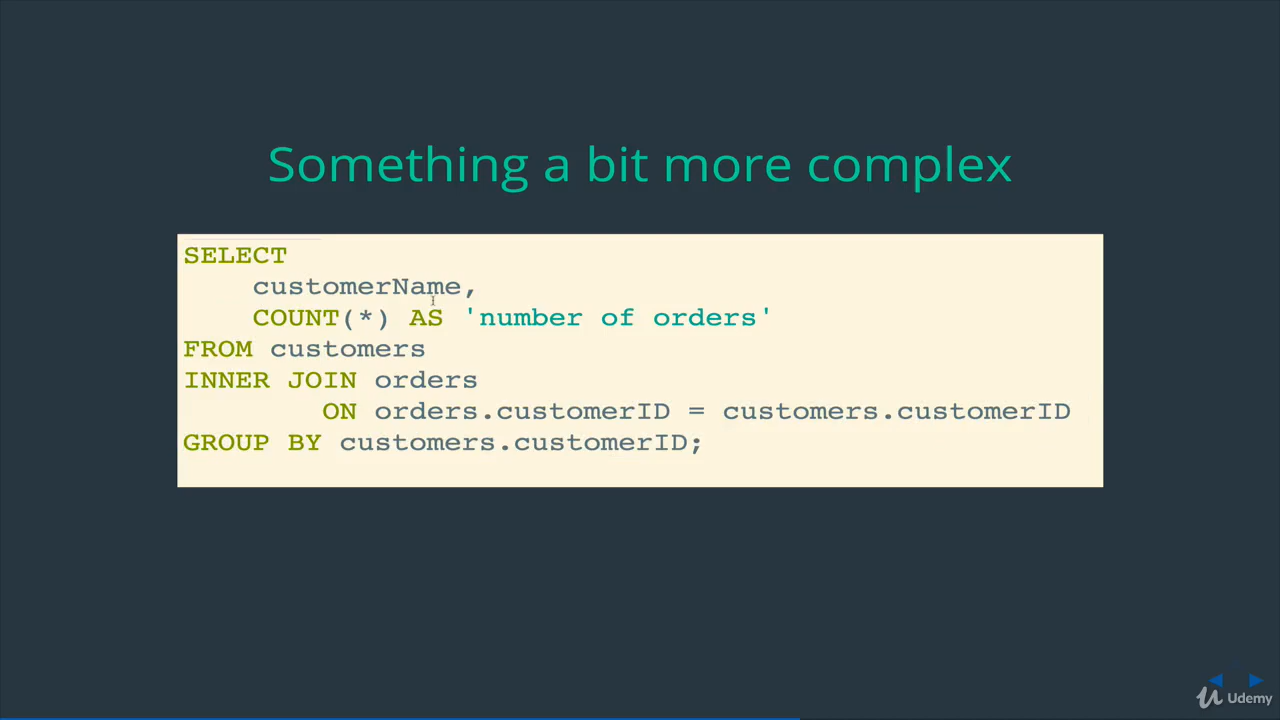 Something a bit more complex
SELECT
    customerName,
    COUNT(*) AS 'number of orders'
FROM customers
INNER JOIN orders
        ON orders.customerID = customers.customerID
GROUP BY customers.customerID;
Udemy